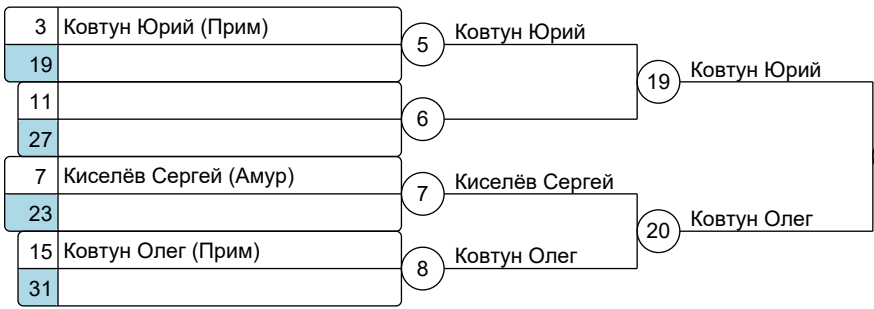 3 Ковтун Юрий (Прим)
5 Ковтун Юрий
19
19 Ковтун Юрий
11
6
27
7 Киселёв Сергей (Амур)
7 Киселёв Сергей
23
20 Ковтун Олег
15 Ковтун Олег (Прим)
8 Ковтун Олег
31